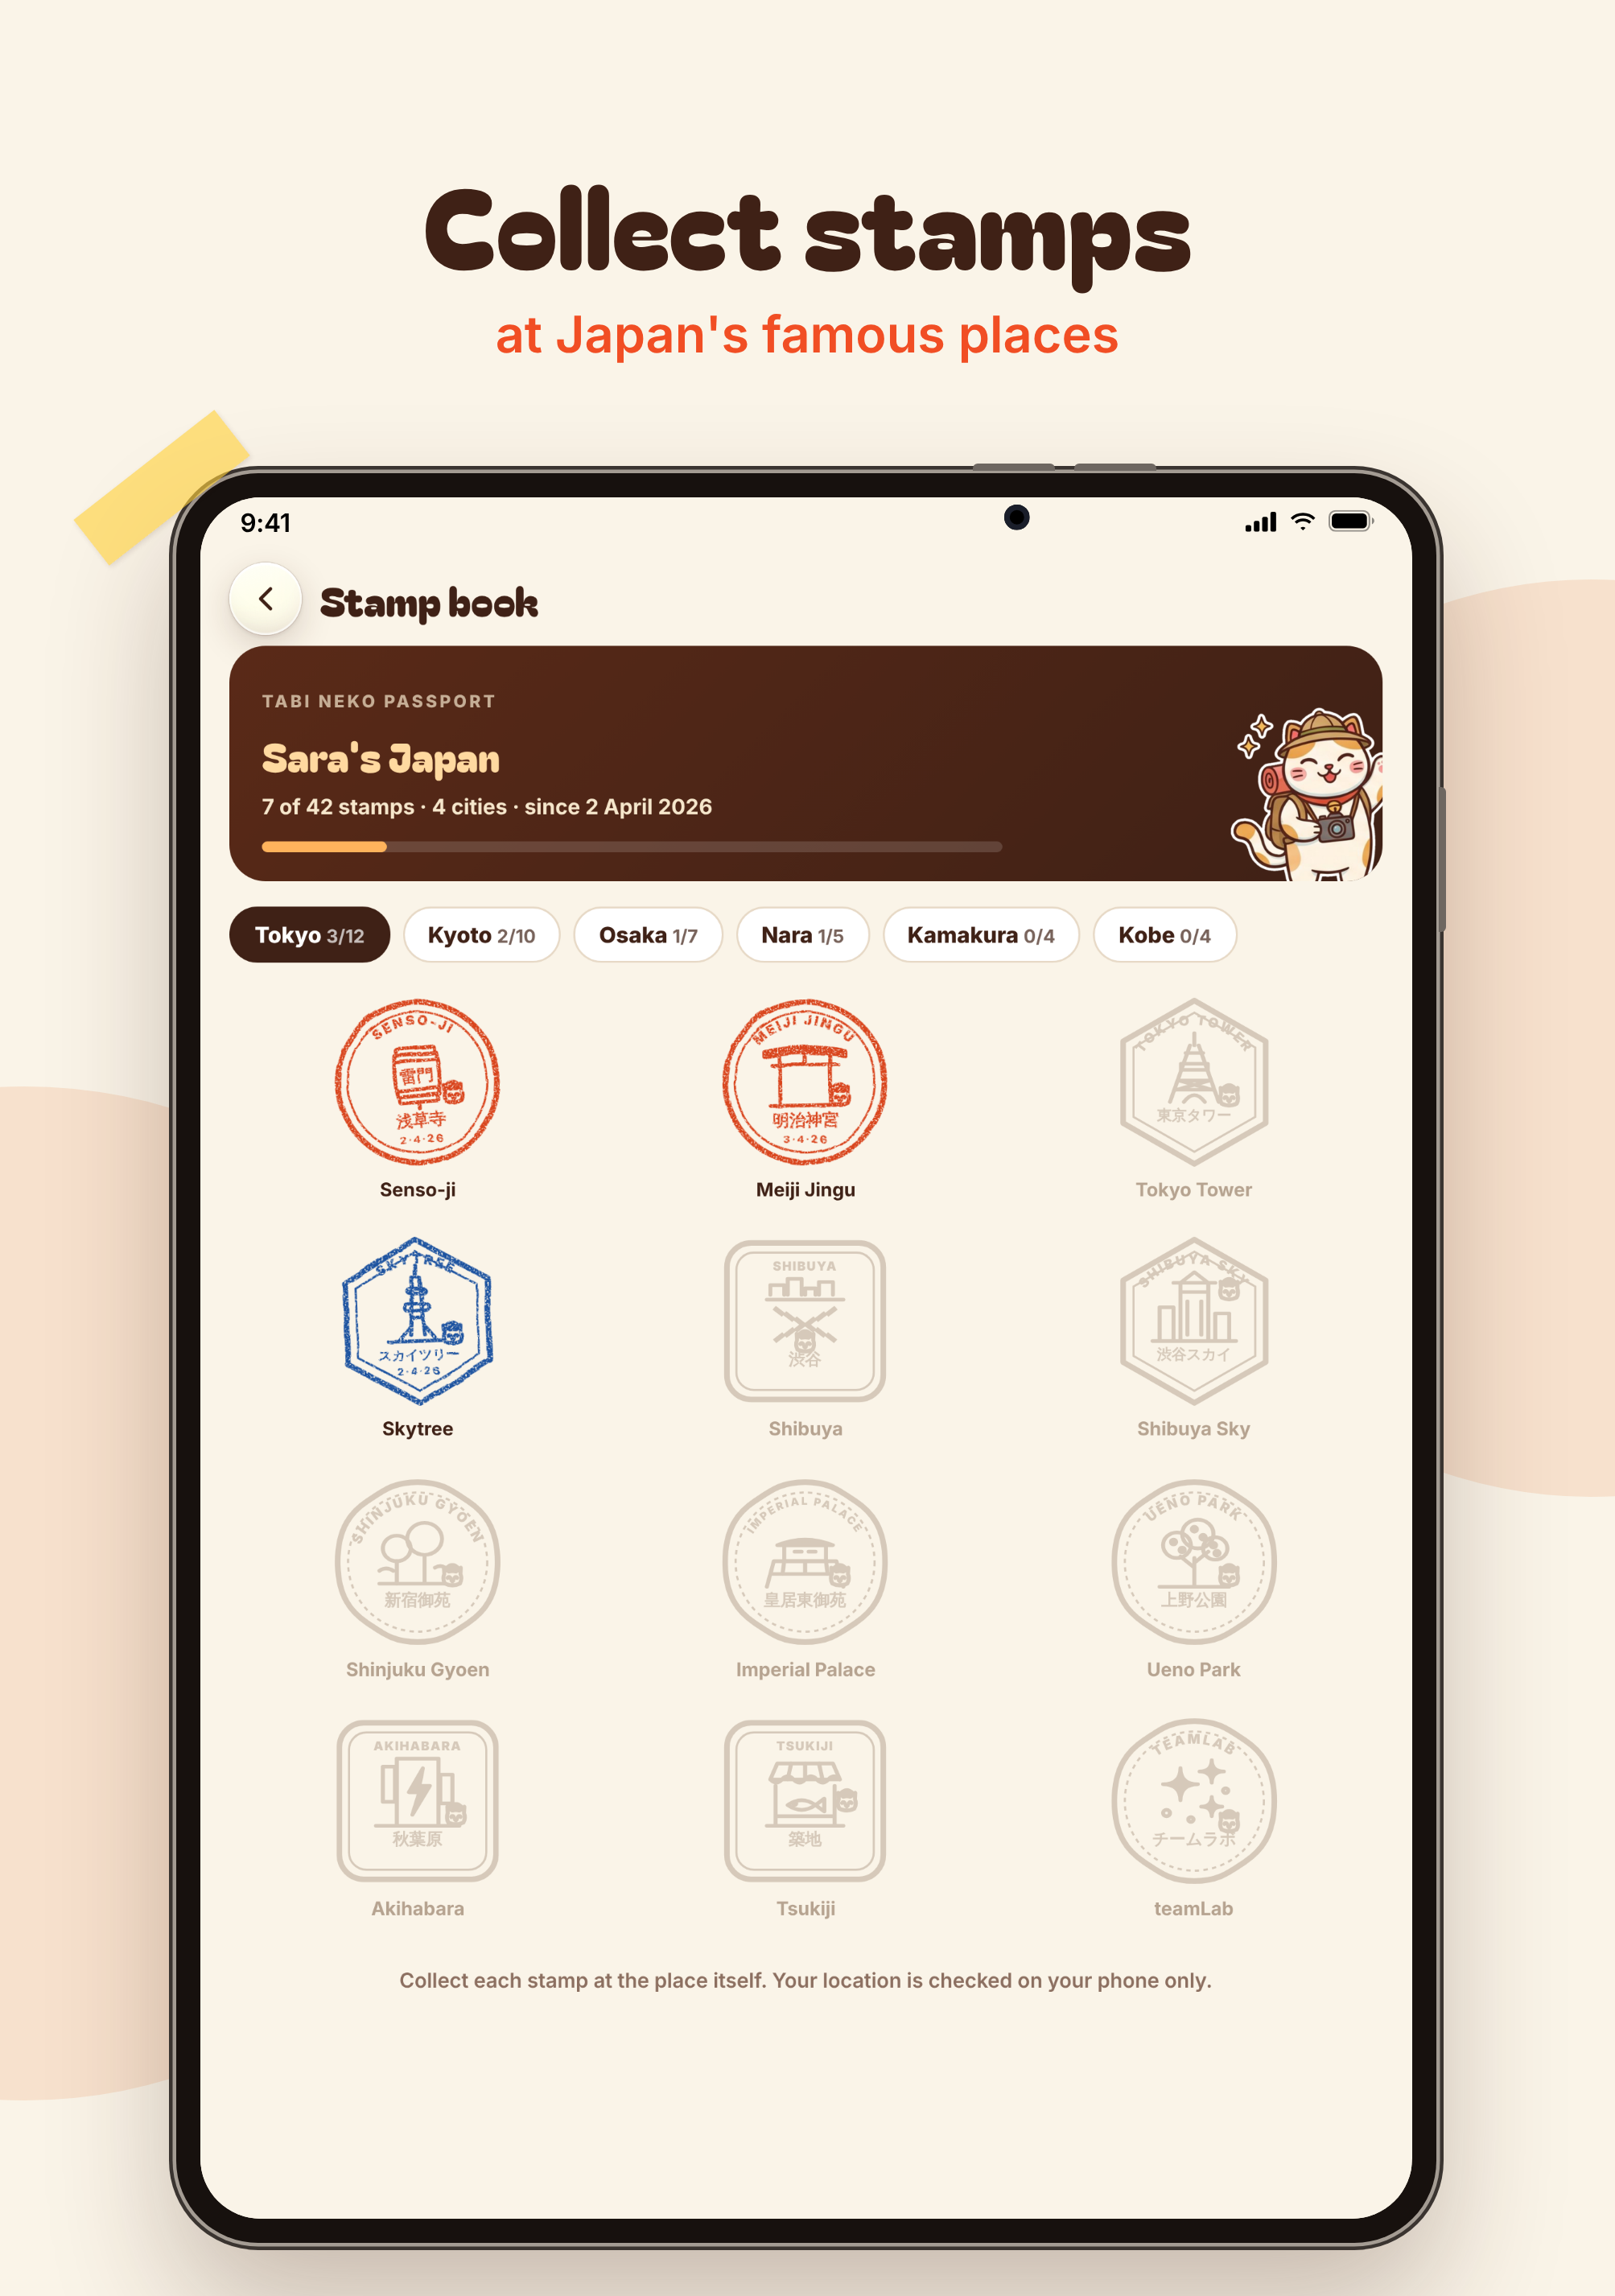 Collect stamps
at Japan's famous places
9:41
Stamp book
TABI NEKO PASSPORT
Sara's Japan
7 of 42 stamps · 4 cities · since 2 April 2026
Tokyo 3/12
Kyoto 2/10
Osaka 1/7
Nara 1/5
Kamakura 0/4
Kobe 0/4
SENSO-JI
雷門
浅草寺
2·4·26
Senso-ji
MEIJI JINGU
明治神宮
3·4·26
Meiji Jingu
TOKYO TOWER
東京タワー
Tokyo Tower
SKYTREE
スカイツリー
2·4·26
Skytree
SHIBUYA
渋谷
Shibuya
SHIBUYA SKY
渋谷スカイ
Shibuya Sky
SHINJUKU GYOEN
新宿御苑
Shinjuku Gyoen
IMPERIAL PALACE
皇居東御苑
Imperial Palace
UENO PARK
上野公園
Ueno Park
AKIHABARA
秋葉原
Akihabara
TSUKIJI
築地
Tsukiji
TEAMLAB
チームラボ
teamLab
Collect each stamp at the place itself. Your location is checked on your phone only.